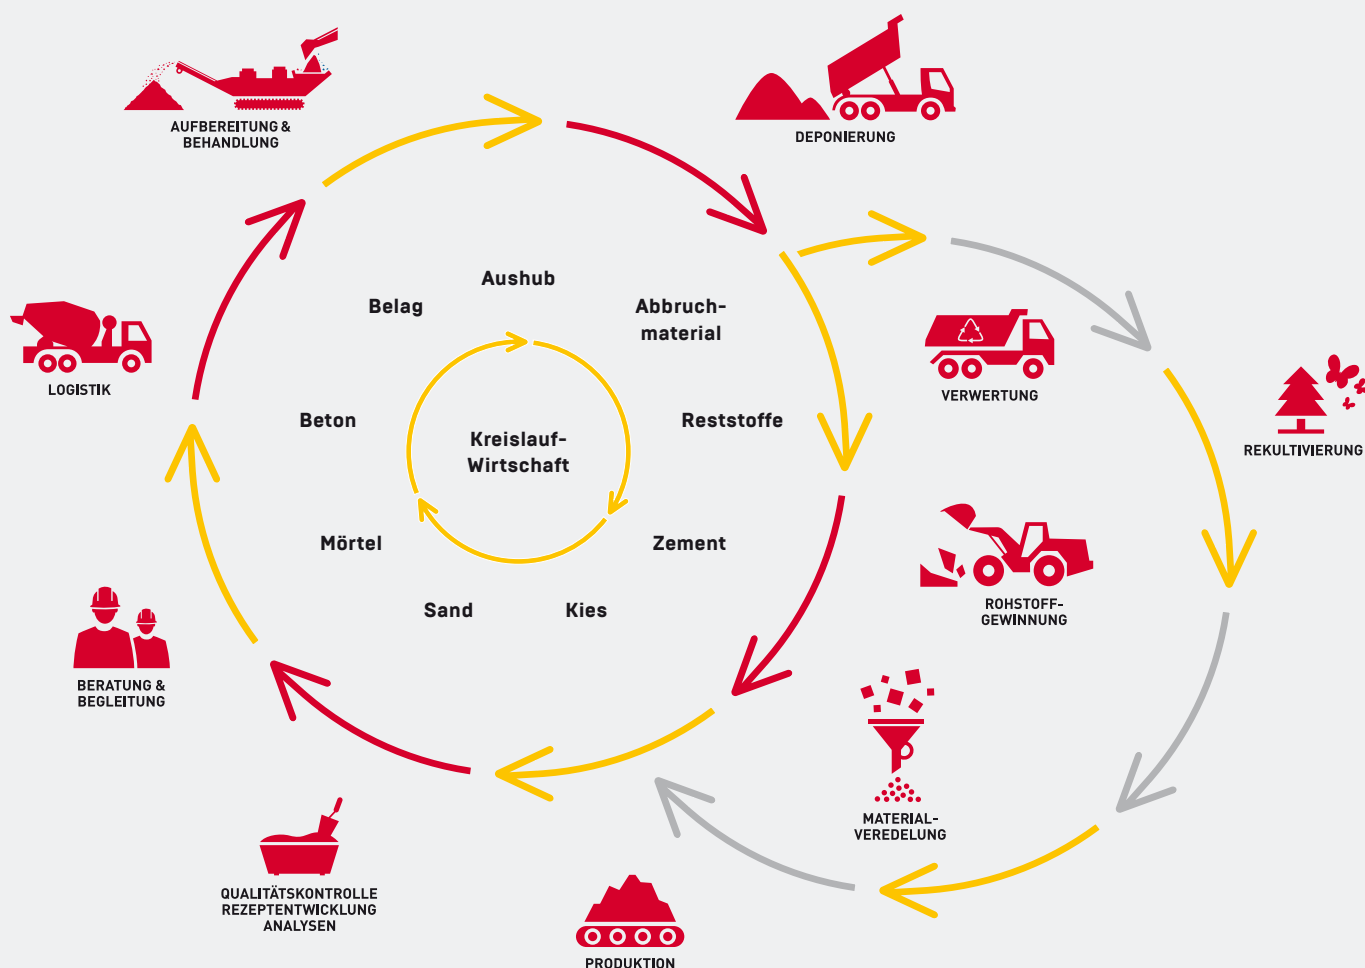 AUFBEREITUNG &
BEHANDLUNG
DEPONIERUNG
Aushub
Belag
Abbruch-
material
LOGISTIK
VERWERTUNG
Beton
Reststoffe
Kreislauf-
Wirtschaft
REKULTIVIERUNG
Mörtel
Zement
Sand
Kies
ROHSTOFF-
GEWINNUNG
BERATUNG &
BEGLEITUNG
MATERIAL-
VEREDELUNG
QUALITÄTSKONTROLLE
REZEPTENTWICKLUNG
ANALYSEN
PRODUKTION